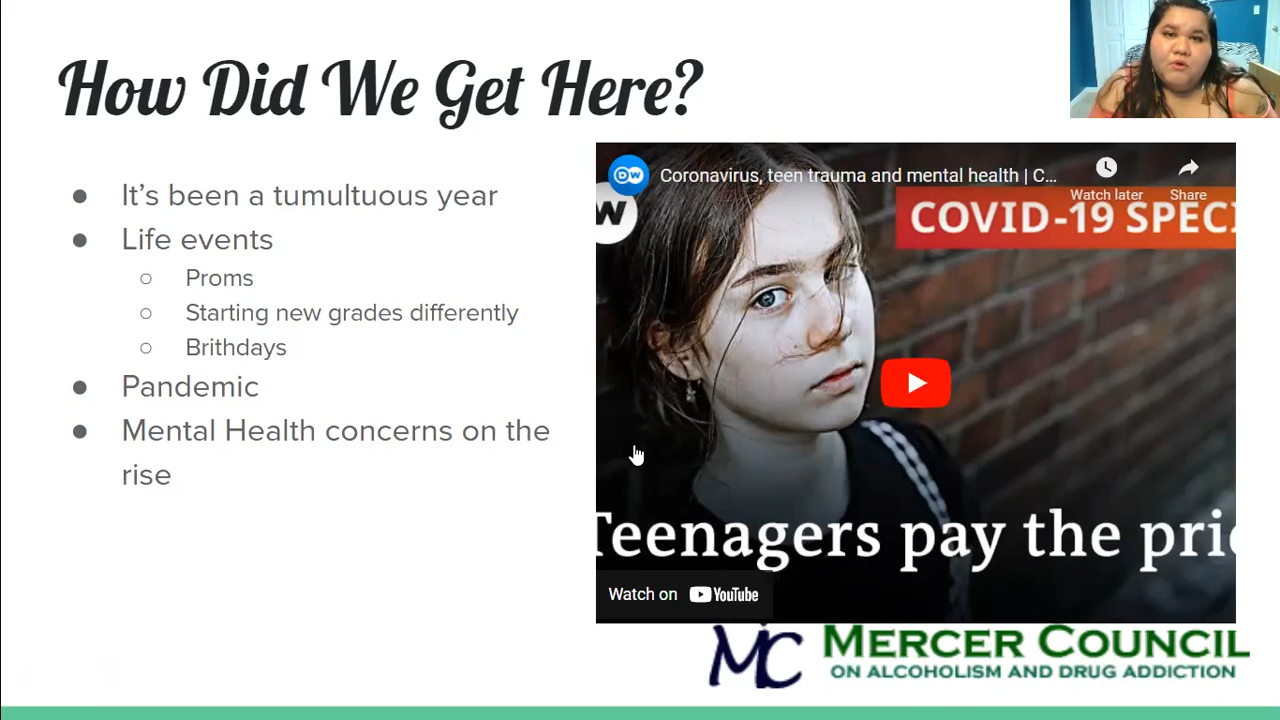 How Did We Get Here?
● It's been a tumultuous year
● Life events
○ Proms
○ Starting new grades differently
○ Brithdays
● Pandemic
● Mental Health concerns on the
rise
DW
Coronavirus, teen trauma and mental health | C...
Watch later
Share
W
COVID-19 SPECI
Teenagers pay the pric
Watch on YouTube
MC
MERCER COUNCIL
ON ALCOHOLISM AND DRUG ADDICTION